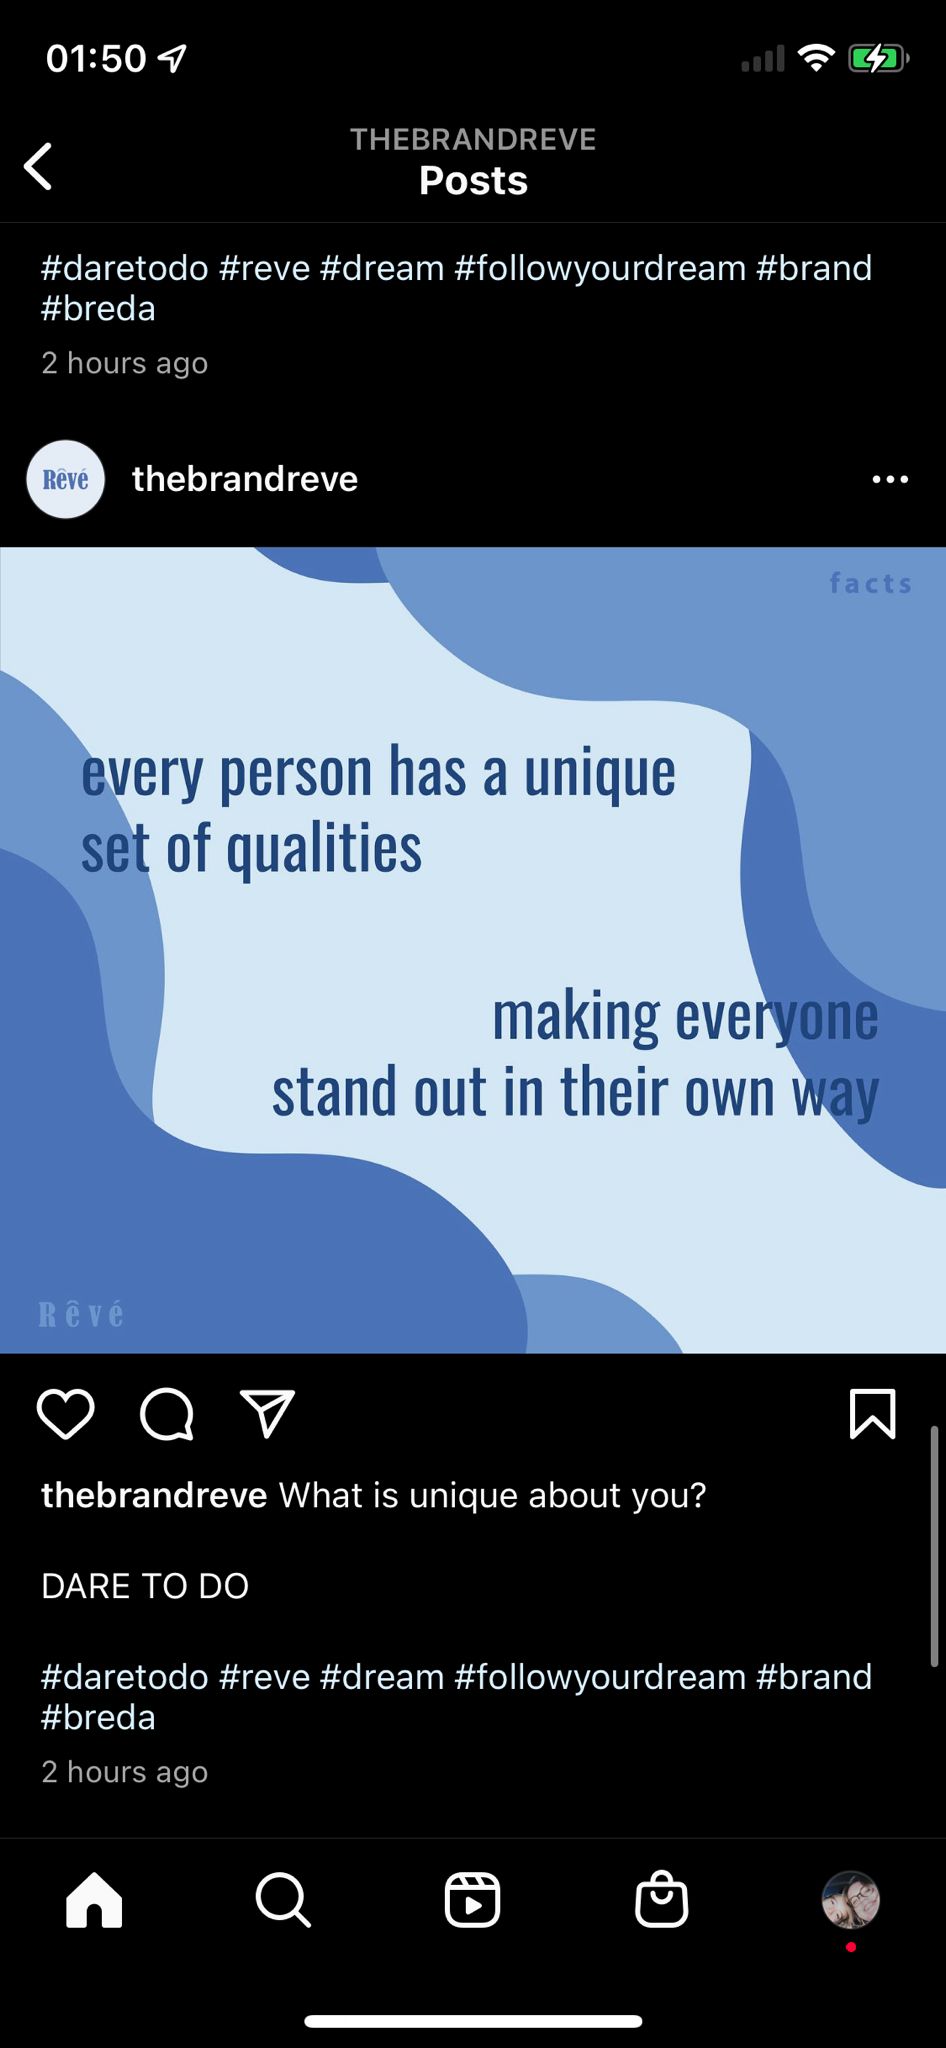 01:50
THEBRANDREVE
Posts
#daretodo #reve #dream #followyourdream #brand
#breda
2 hours ago
Rêvé
thebrandreve
facts
every person has a unique
set of qualities
making everyone
stand out in their own way
Rêvé
thebrandreve What is unique about you?
DARE TO DO
#daretodo #reve #dream #followyourdream #brand
#breda
2 hours ago